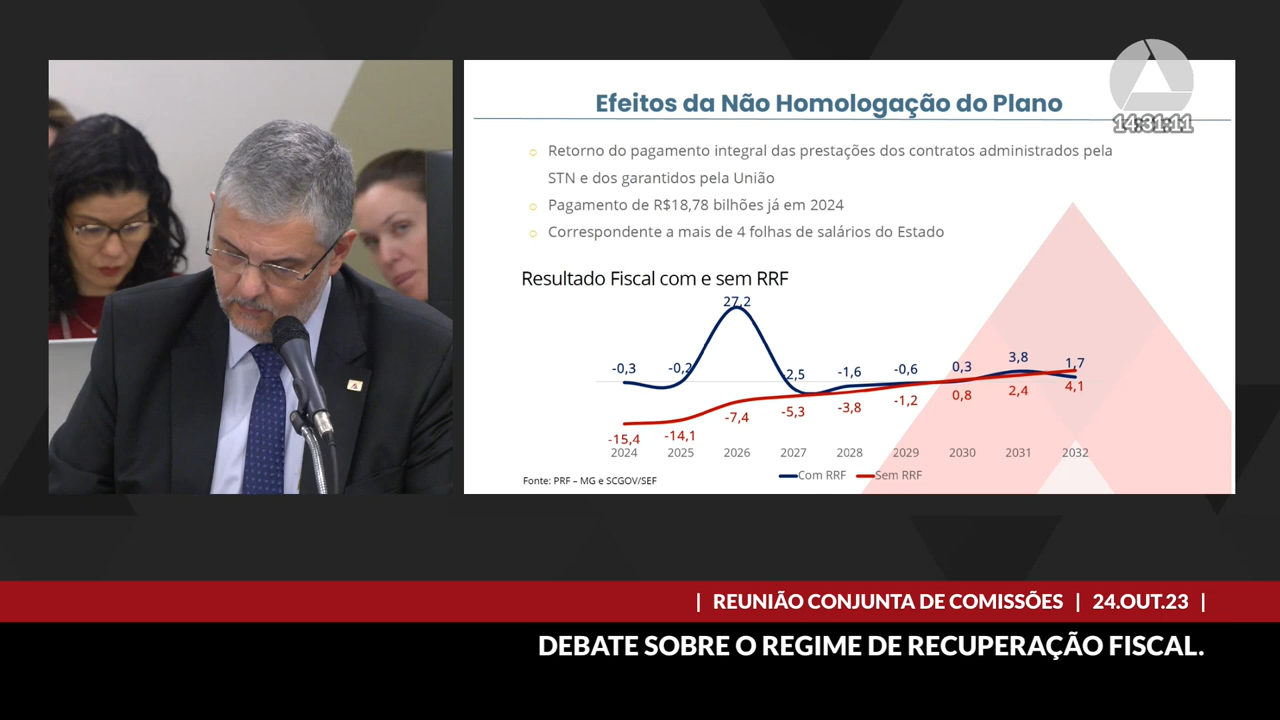 Efeitos da Não Homologação do Plano
14:31:11
Retorno do pagamento integral das prestações dos contratos administrados pela
STN e dos garantidos pela União
Pagamento de R$18,78 bilhões já em 2024
Correspondente a mais de 4 folhas de salários do Estado
Resultado Fiscal com e sem RRF
27,2
-0,3 -0,2 -2,5 -1,6 -0,6 0,3 3,8 1,7
-15,4 -14,1 -7,4 -5,3 -3,8 -1,2 0,8 2,4 4,1
2024 2025 2026 2027 2028 2029 2030 2031 2032
Com RRF Sem RRF
Fonte: PRF – MG e SCGOV/SEF
| REUNIÃO CONJUNTA DE COMISSÕES | 24.OUT.23 |
DEBATE SOBRE O REGIME DE RECUPERAÇÃO FISCAL.